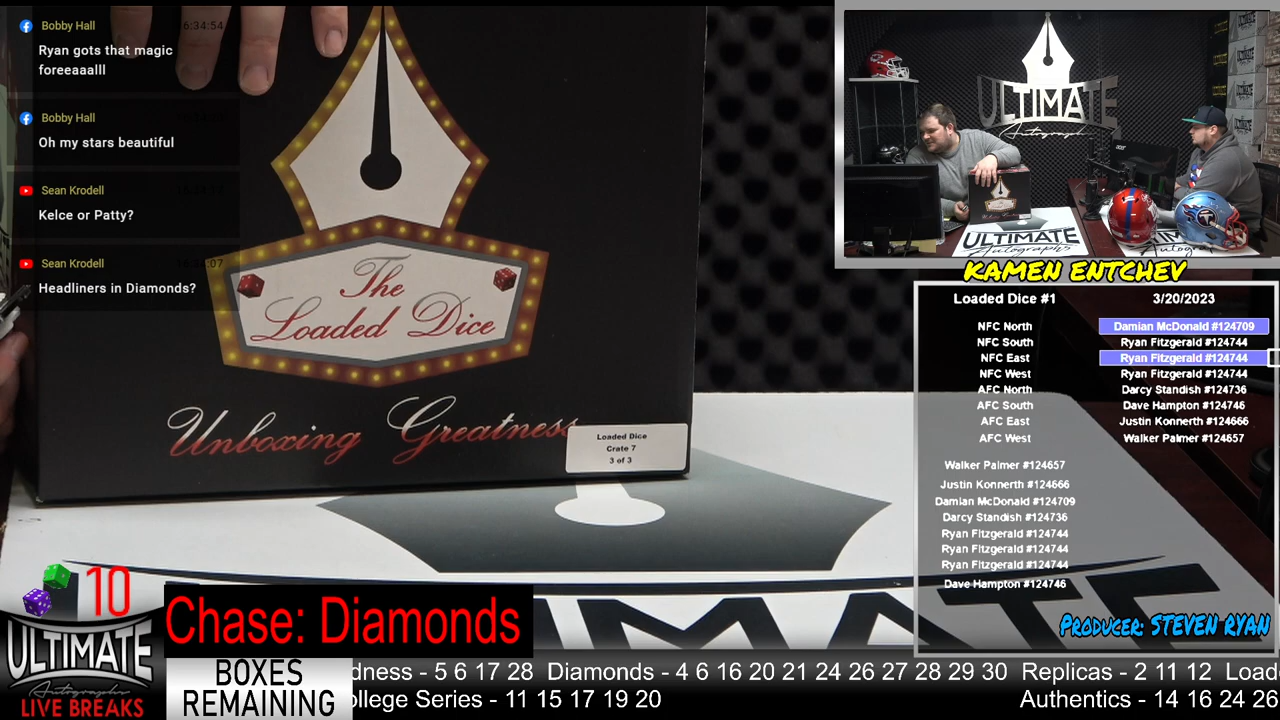 Bobby Hall 6:34:54
Ryan gots that magic
foreeaaalll
Bobby Hall
Oh my stars beautiful
Sean Krodell
Kelce or Patty?
Sean Krodell
Headliners in Diamonds?
The
Loaded Dice
Unboxing Greatness
Loaded Dice
Crate 7
3 of 3
ULTIMATE
Autographs
ULTIMATE
Autographs
KAMEN ENTCHEV
Loaded Dice #1 3/20/2023
NFC North Damian McDonald #124709
NFC South Ryan Fitzgerald #124744
NFC East Ryan Fitzgerald #124744
NFC West Ryan Fitzgerald #124744
AFC North Darcy Standish #124736
AFC South Dave Hampton #124746
AFC East Justin Konnerth #124666
AFC West Walker Palmer #124657
Walker Palmer #124657
Justin Konnerth #124666
Damian McDonald #124709
Darcy Standish #124736
Ryan Fitzgerald #124744
Ryan Fitzgerald #124744
Ryan Fitzgerald #124744
Dave Hampton #124746
PRODUCER: STEVEN RYAN
10
ULTIMATE
Autographs
LIVE BREAKS
Chase: Diamonds
BOXES
REMAINING
dness - 5 6 17 28 Diamonds - 4 6 16 20 21 24 26 27 28 29 30 Replicas - 2 11 12 Load
ollege Series - 11 15 17 19 20 Authentics - 14 16 24 26